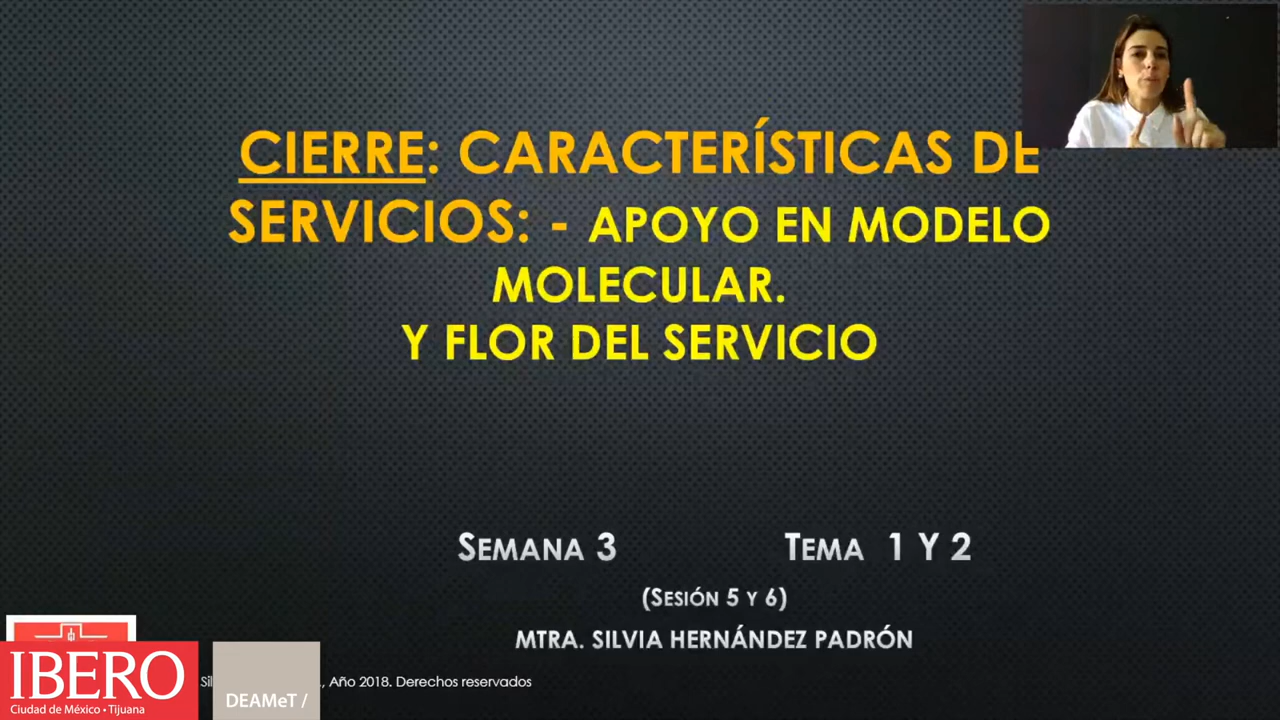 CIERRE: CARACTERÍSTICAS DE
SERVICIOS: - APOYO EN MODELO
MOLECULAR.
Y FLOR DEL SERVICIO
SEMANA 3 TEMA 1 Y 2
(SESIÓN 5 Y 6)
MTRA. SILVIA HERNÁNDEZ PADRÓN
IBERO
Ciudad de México • Tijuana
DEAMeT /
, Año 2018. Derechos reservados